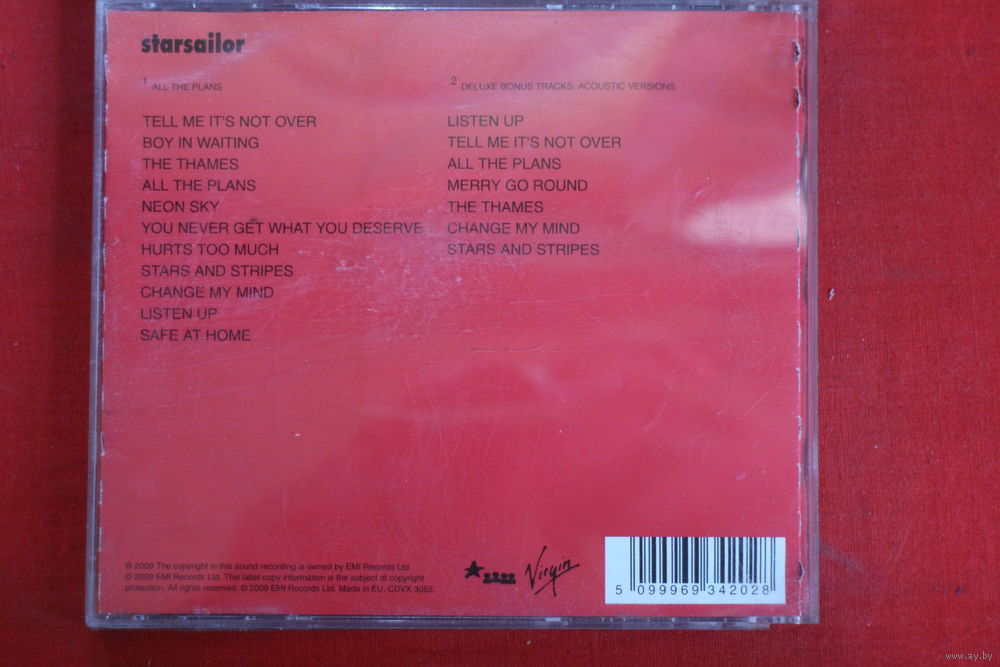 starsailor
1 ALL THE PLANS
TELL ME IT'S NOT OVER
BOY IN WAITING
THE THAMES
ALL THE PLANS
NEON SKY
YOU NEVER GET WHAT YOU DESERVE
HURTS TOO MUCH
STARS AND STRIPES
CHANGE MY MIND
LISTEN UP
SAFE AT HOME
2 DELUXE BONUS TRACKS: ACOUSTIC VERSIONS
LISTEN UP
TELL ME IT'S NOT OVER
ALL THE PLANS
MERRY GO ROUND
THE THAMES
CHANGE MY MIND
STARS AND STRIPES
℗ 2009 The copyright in this sound recording is owned by EMI Records Ltd
© 2009 EMI Records Ltd. This label copy information is the subject of copyright
protection. All rights reserved. © 2009 EMI Records Ltd. Made in EU. CDVX 3055
Virgin
5 099969 342028
www.ay.by